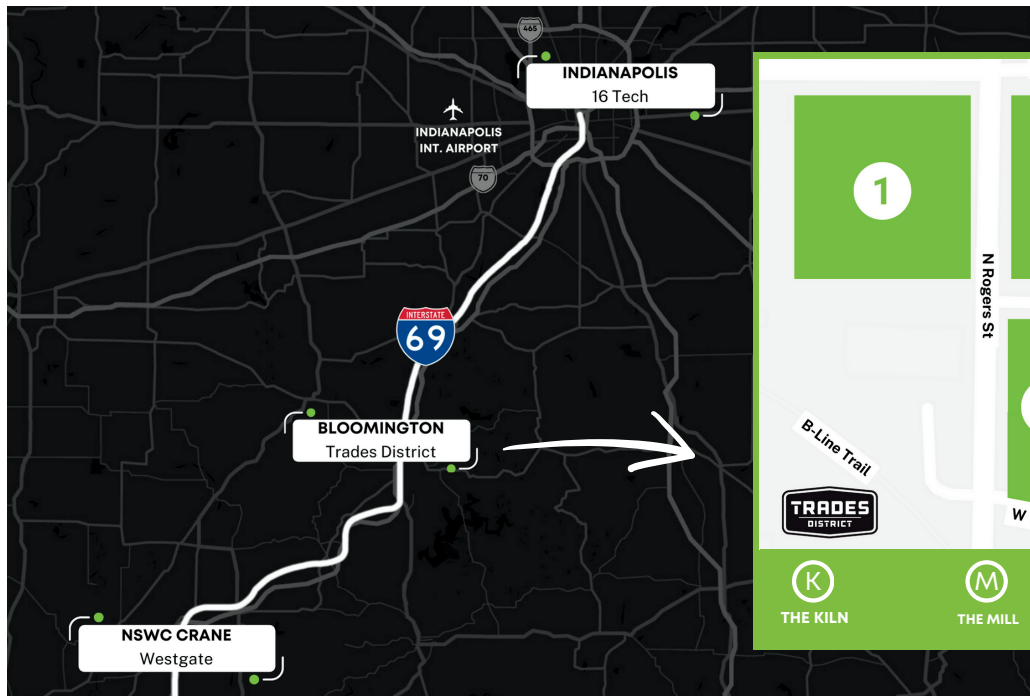 465
INDIANAPOLIS
16 Tech
INDIANAPOLIS
INT. AIRPORT
70
INTERSTATE
69
BLOOMINGTON
Trades District
NSWC CRANE
Westgate
1
N Rogers St
B-Line Trail
W
TRADES
DISTRICT
K
THE KILN
M
THE MILL